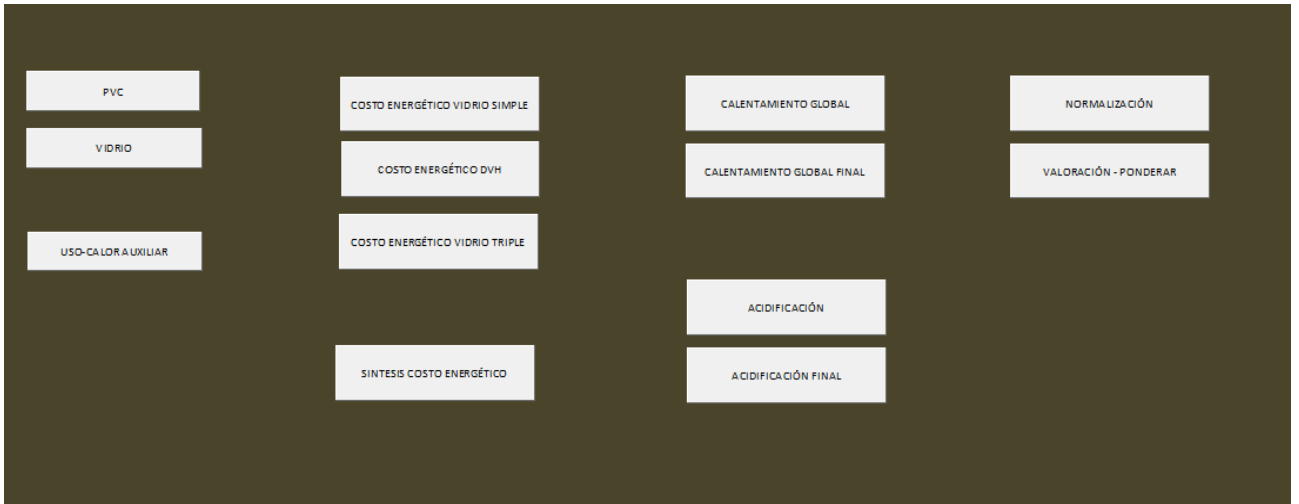 PVC
VIDRIO
USO-CALOR AUXILIAR
COSTO ENERGÉTICO VIDRIO SIMPLE
COSTO ENERGÉTICO DVH
COSTO ENERGÉTICO VIDRIO TRIPLE
SINTESIS COSTO ENERGÉTICO
CALENTAMIENTO GLOBAL
CALENTAMIENTO GLOBAL FINAL
ACIDIFICACIÓN
ACIDIFICACIÓN FINAL
NORMALIZACIÓN
VALORACIÓN - PONDERAR